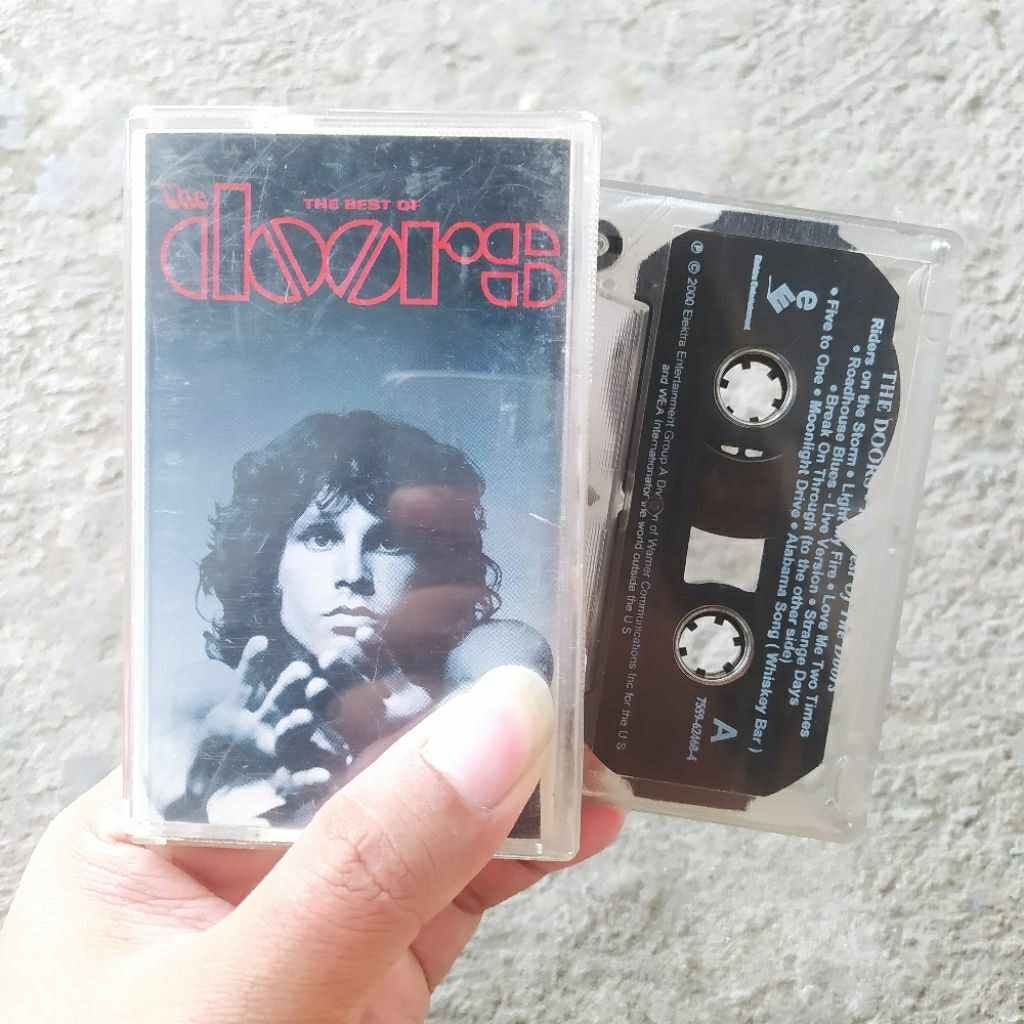 the
THE BEST OF
doors
THE DOORS
Riders on the Storm • Light
Fire • Love Me Two Times
• Roadhouse Blues - Live Version • Strange Days
• Break On Through (to the other side)
• Five to One • Moonlight Drive • Alabama Song ( Whiskey Bar )
e
Elektra Entertainment
A
7559-62468-4
℗ © 2000 Elektra Entertainment Group A Division of Warner Communications Inc for the U S
and WEA International for the world outside the U S